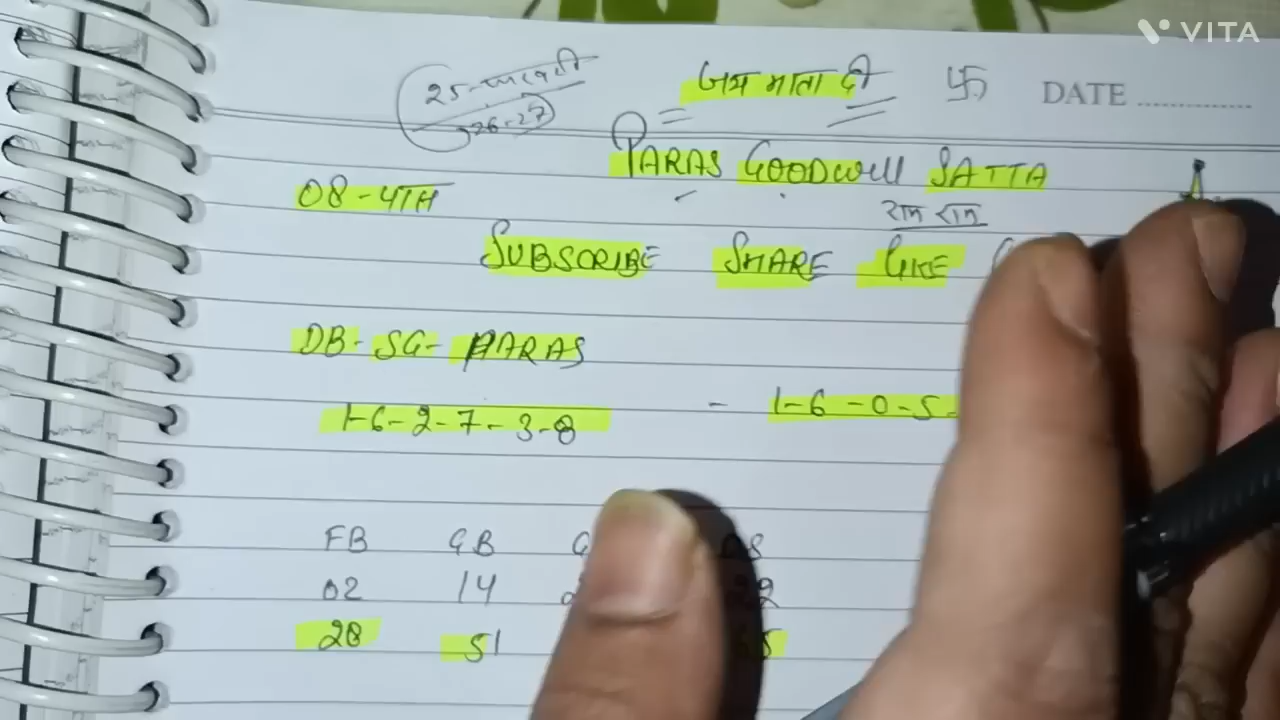 VITA
जय माता दी 卐 DATE ..............
25-जनवरी
26-27
PARAS GOODWILL SATTA
08-4TH
राम राम
SUBSCRIBE SHARE LIKE
DB- SG- PARAS
1-6-2-7-3-8 - 1-6-0-5-
FB GB
02 14
28 51